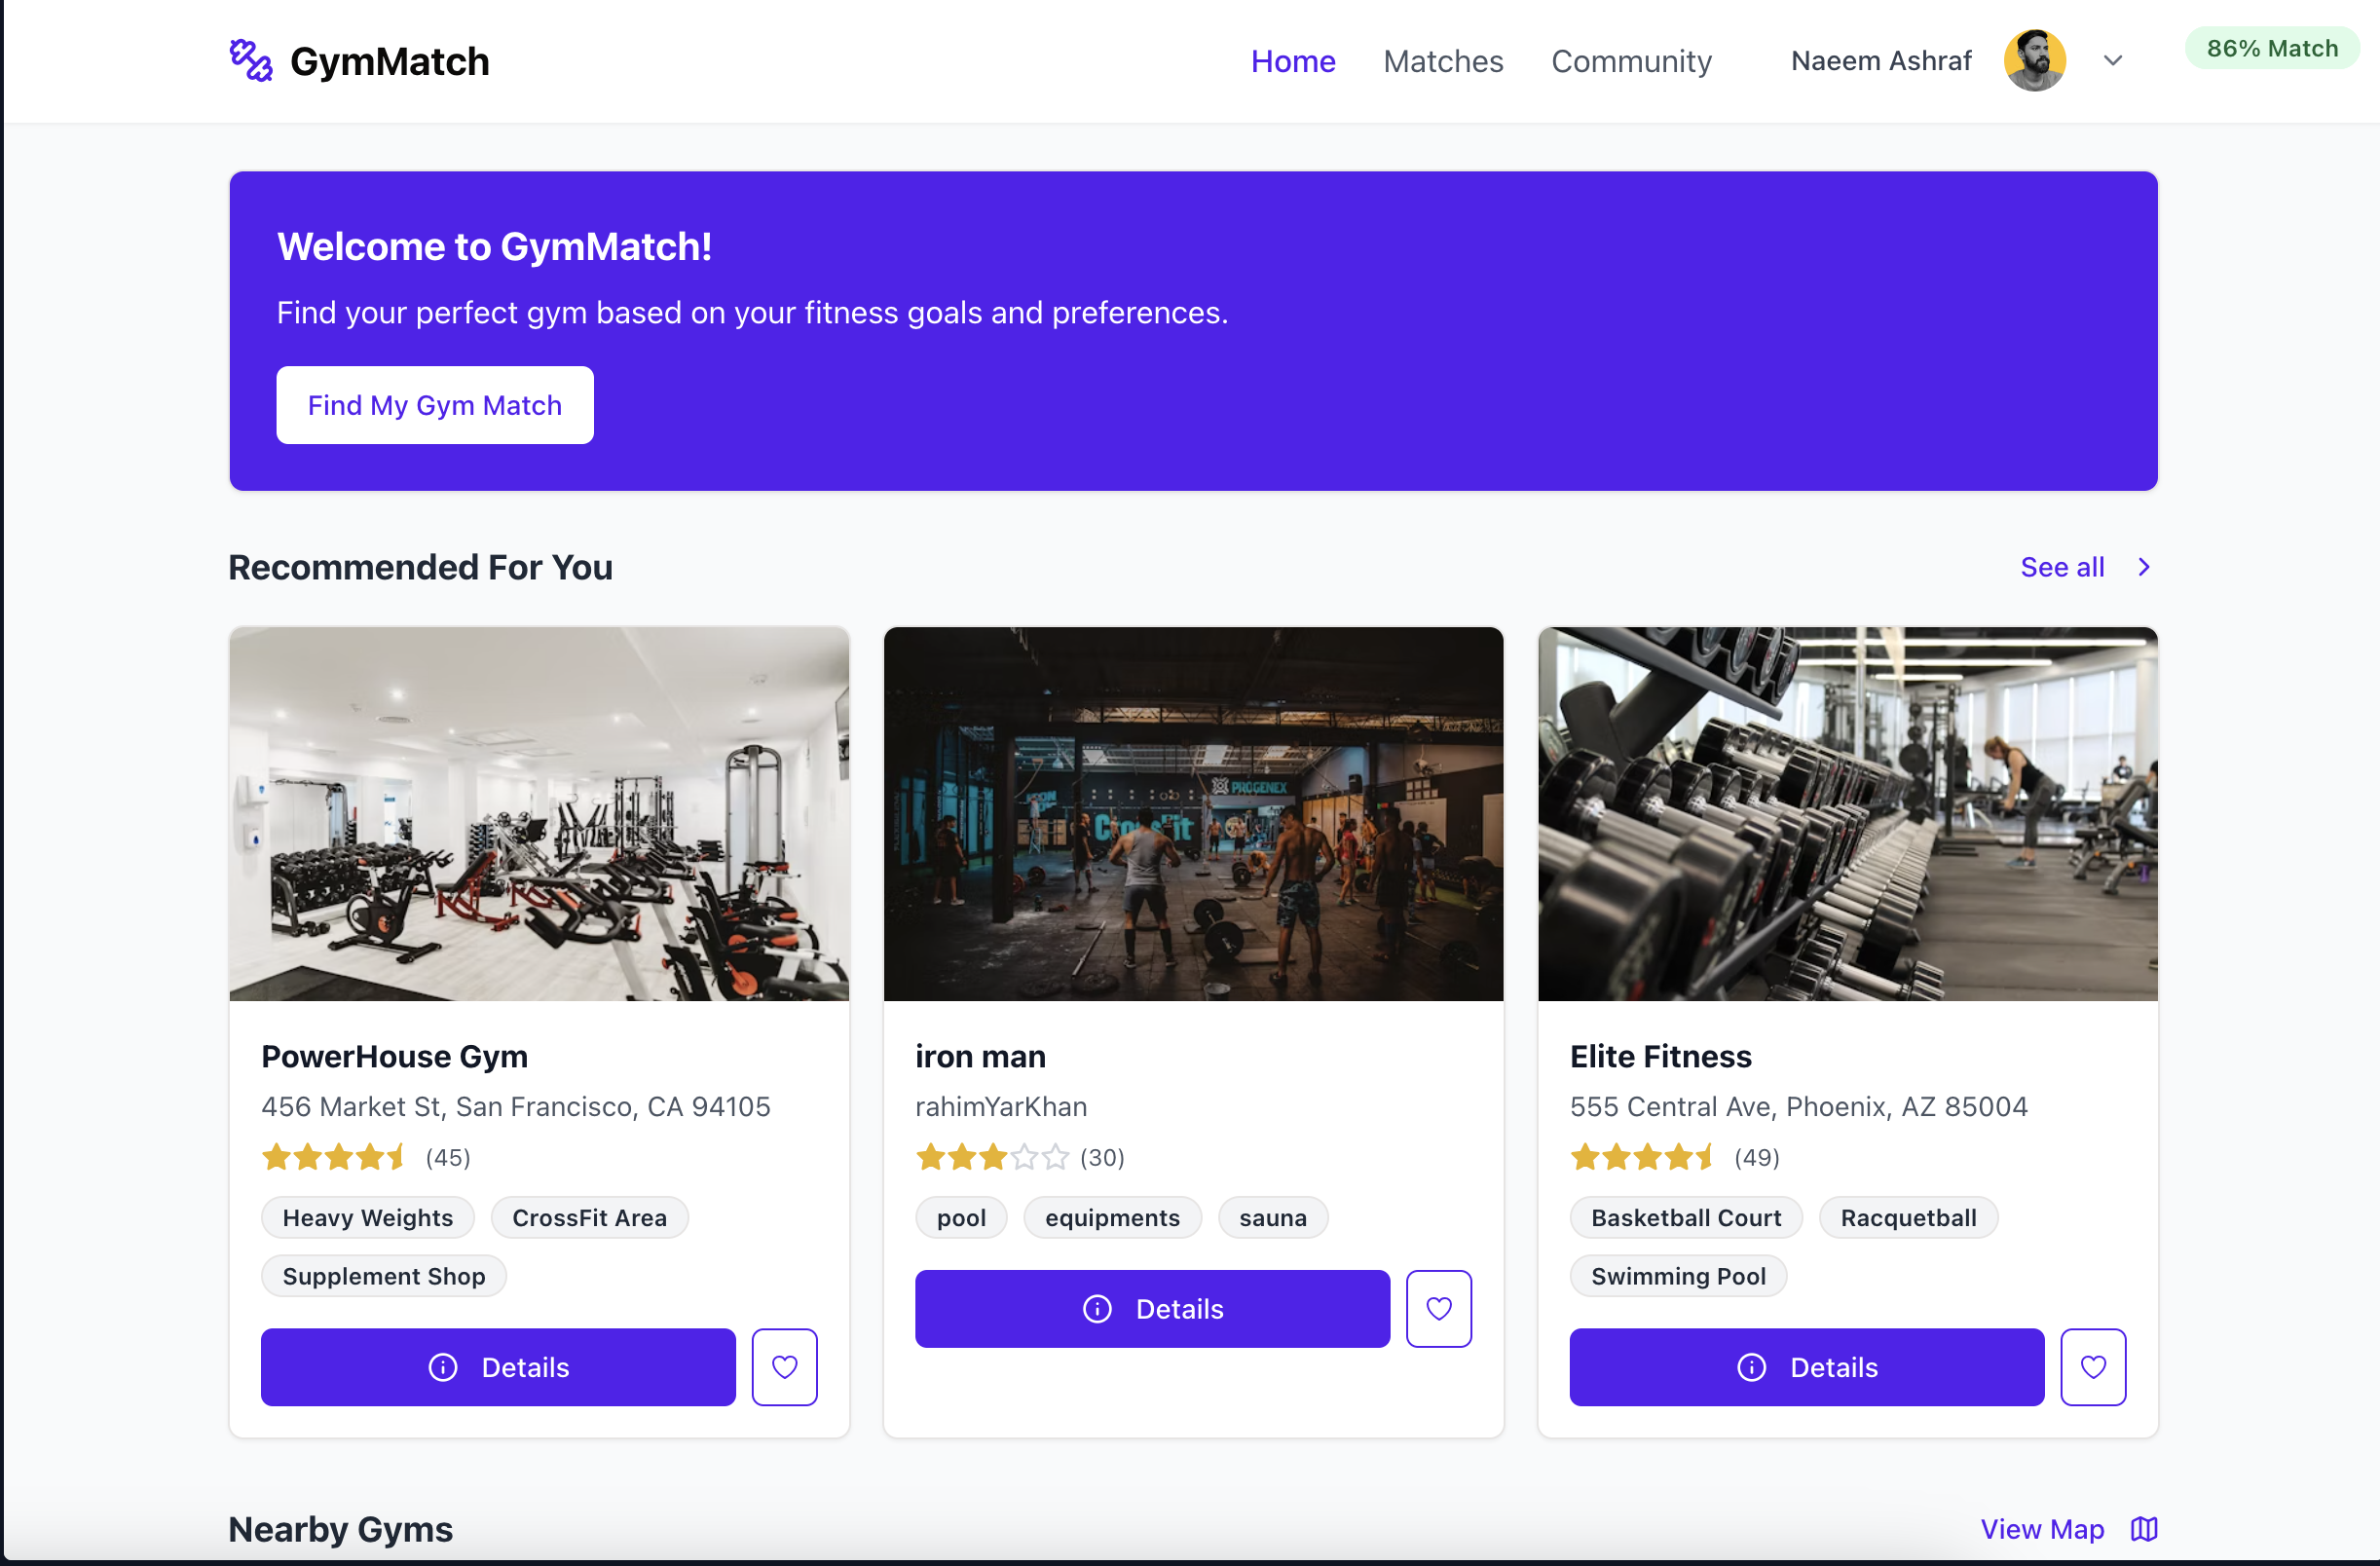 GymMatch
Home Matches Community Naeem Ashraf 86% Match
Welcome to GymMatch!
Find your perfect gym based on your fitness goals and preferences.
Find My Gym Match
Recommended For You
See all
PROGENEX
CrossFit
PowerHouse Gym
456 Market St, San Francisco, CA 94105
(45)
Heavy Weights CrossFit Area
Supplement Shop
Details
iron man
rahimYarKhan
(30)
pool equipments sauna
Details
Elite Fitness
555 Central Ave, Phoenix, AZ 85004
(49)
Basketball Court Racquetball
Swimming Pool
Details
Nearby Gyms
View Map